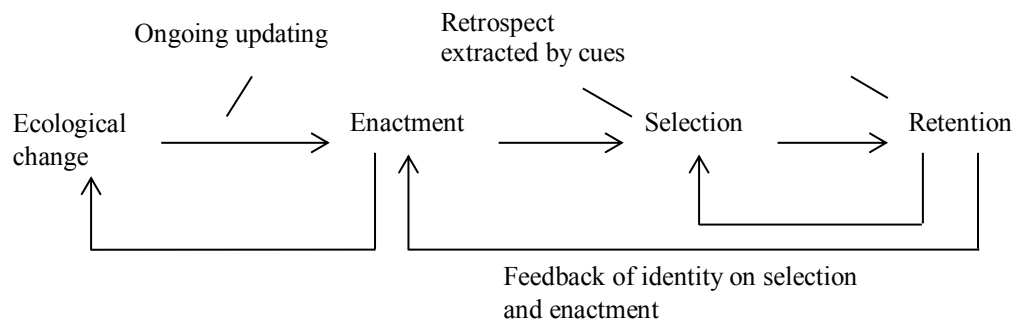 Ongoing updating
Retrospect
extracted by cues
Ecological
change
Enactment
Selection
Retention
Feedback of identity on selection
and enactment